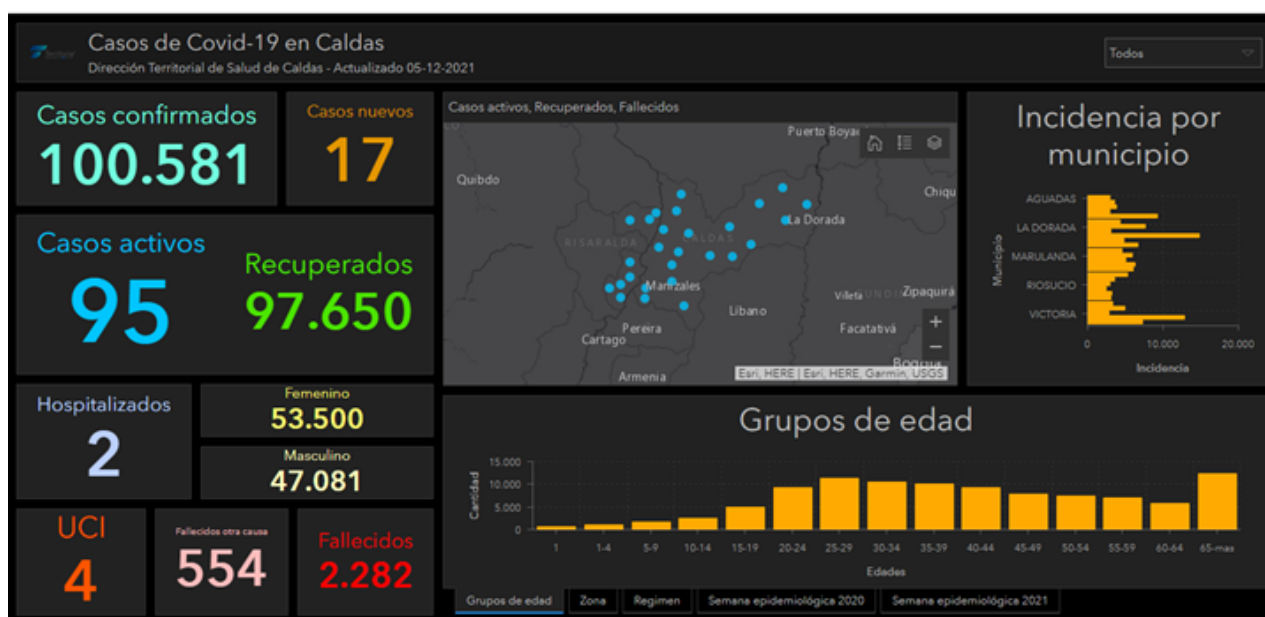 Casos de Covid-19 en Caldas
Dirección Territorial de Salud de Caldas - Actualizado 05-12-2021
Todos
Casos confirmados
100.581
Casos nuevos
17
Casos activos
95
Recuperados
97.650
Hospitalizados
2
Femenino
53.500
Masculino
47.081
UCI
4
Fallecidos otra causa
554
Fallecidos
2.282
Casos activos, Recuperados, Fallecidos
Puerto Boya
Quibdo
Chiqu
La Dorada
RISARALDA
CALDAS
Manizales
Villeta
Zipaquirá
Líbano
Facatativá
Pereira
Cartago
Armenia
Esri, HERE | Esri, HERE, Garmin, USGS
Incidencia por
municipio
Municipio
AGUADAS
LA DORADA
MARULANDA
RIOSUCIO
VICTORIA
0 10.000 20.000
Incidencia
Grupos de edad
Cantidad
15.000
10.000
5.000
0
1 1-4 5-9 10-14 15-19 20-24 25-29 30-34 35-39 40-44 45-49 50-54 55-59 60-64 65-mas
Edades
Grupos de edad Zona Regimen Semana epidemiológica 2020 Semana epidemiológica 2021